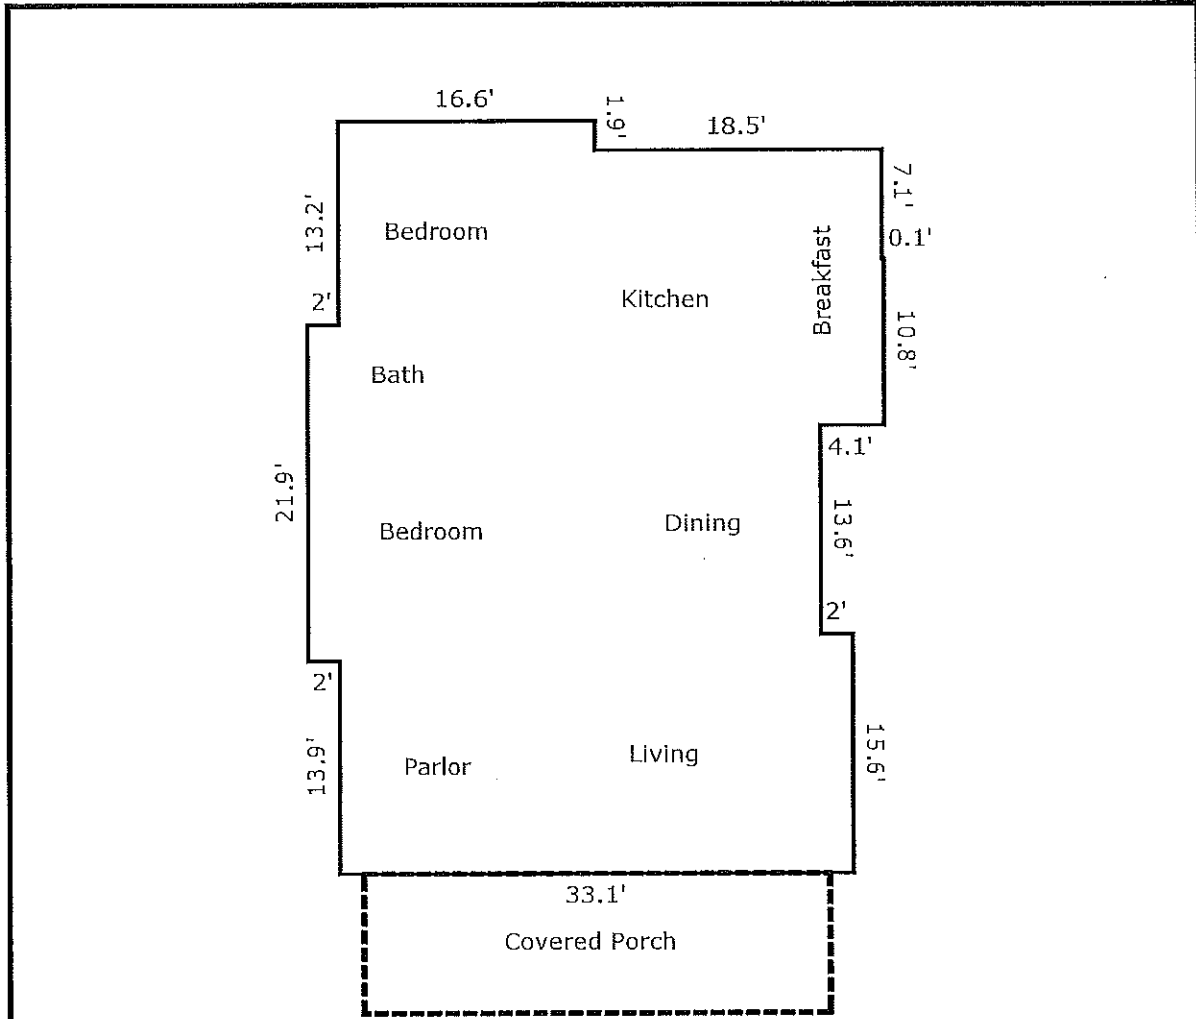 16.6'
1.9'
18.5'
7.1'
13.2'
Bedroom
Breakfast
0.1'
2'
Kitchen
10.8'
Bath
4.1'
21.9'
Bedroom
Dining
13.6'
2'
2'
13.9'
Parlor
Living
15.6'
33.1'
Covered Porch